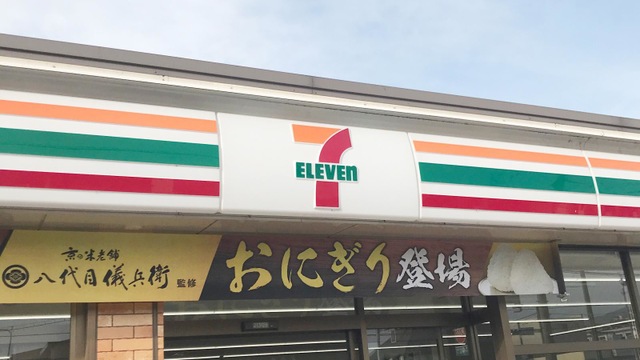 7
ELEVEn
京の米老舗
八代目儀兵衛 監修
おにぎり登場